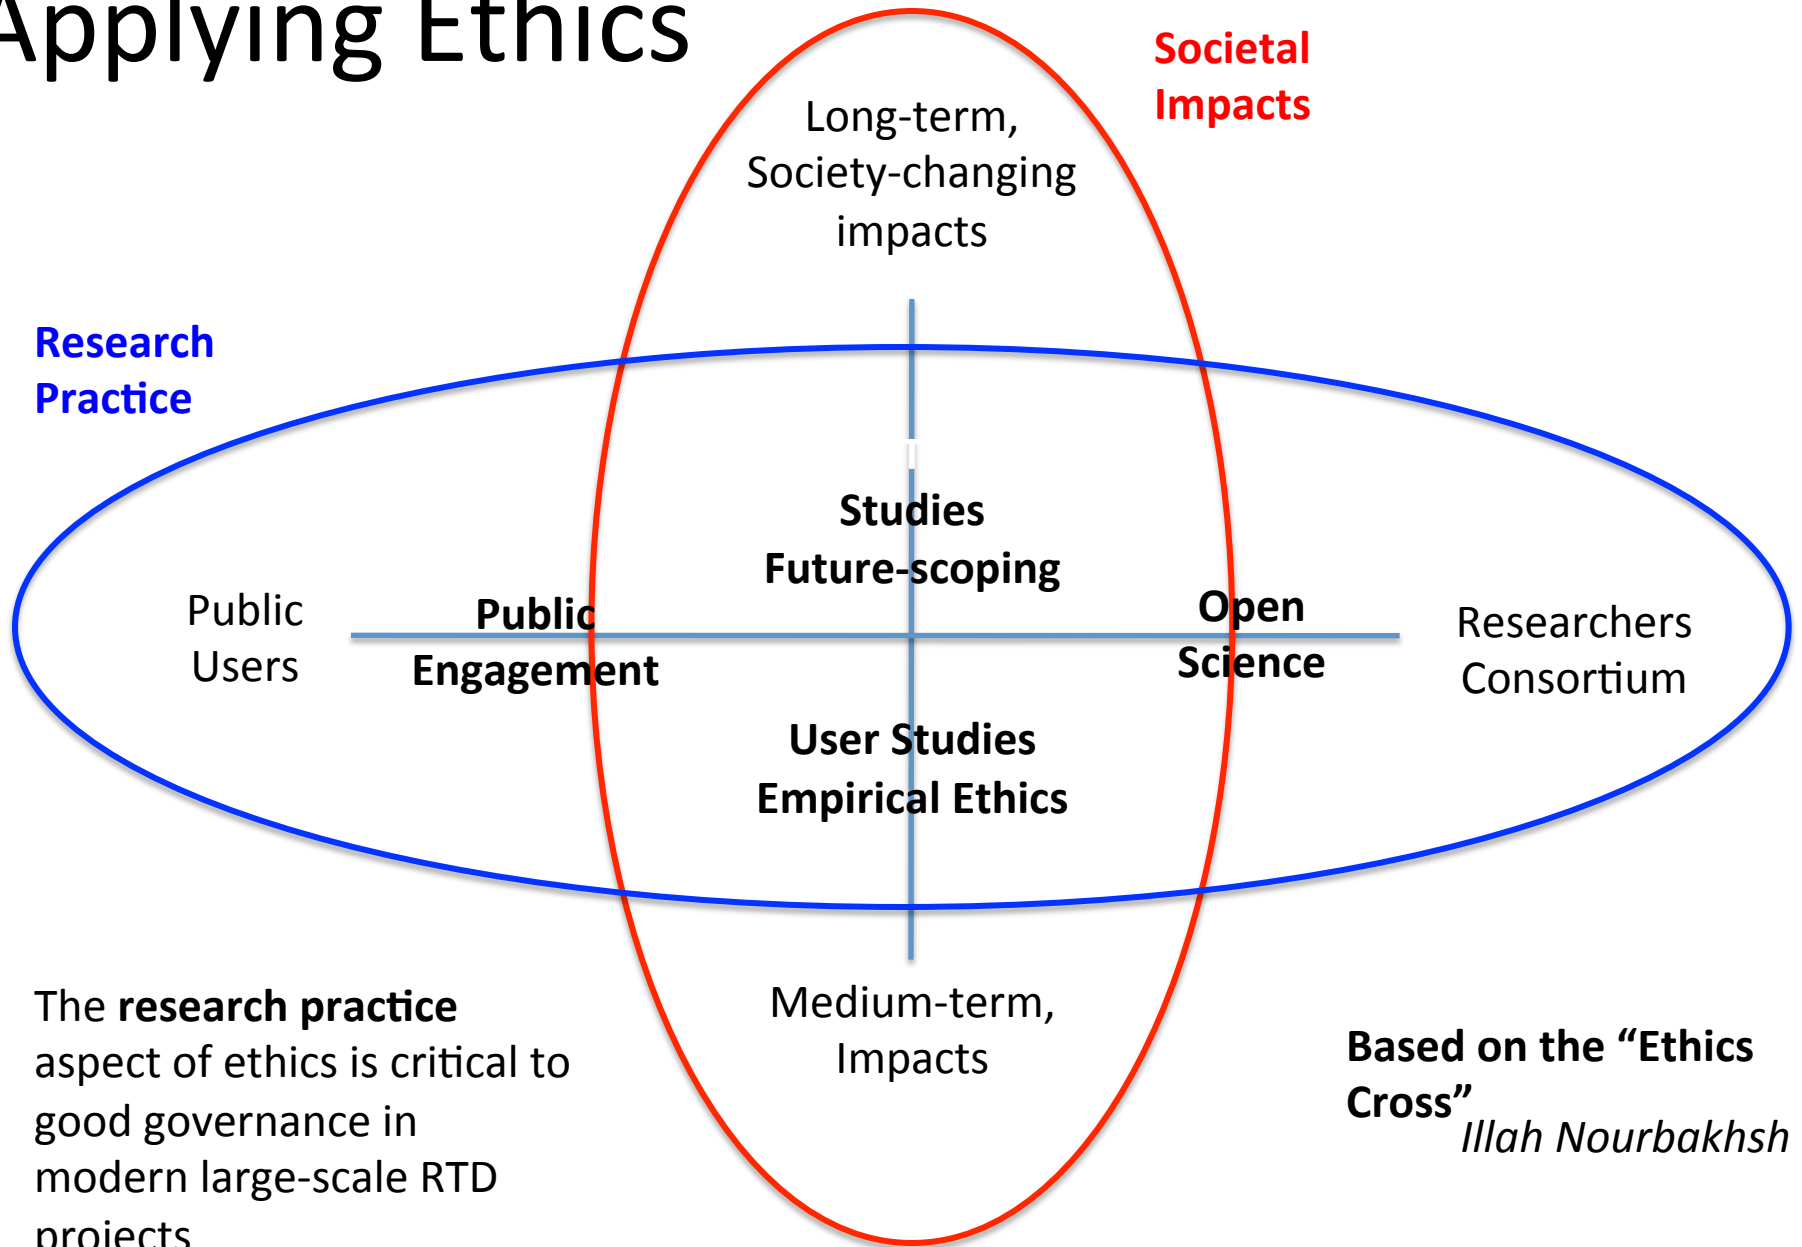 Applying Ethics
Societal
Impacts
Long-term,
Society-changing
impacts
Research
Practice
Studies
Future-scoping
Public
Users
Public
Engagement
Open
Science
Researchers
Consortium
User Studies
Empirical Ethics
Medium-term,
Impacts
The research practice
aspect of ethics is critical to
good governance in
modern large-scale RTD
projects
Based on the “Ethics
Cross”
Illah Nourbakhsh